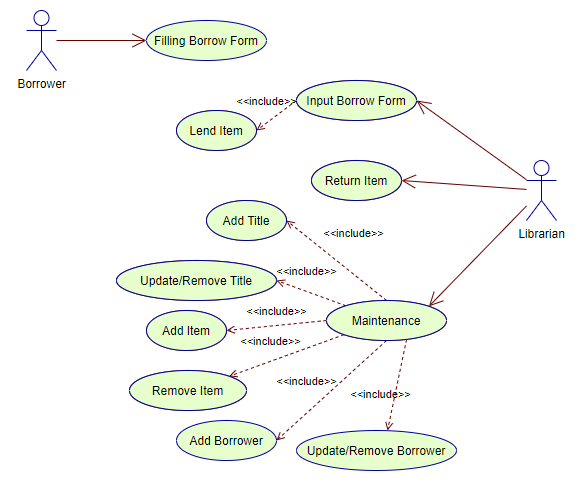 Filling Borrow Form
Borrower
<<include>>
Input Borrow Form
Lend Item
Return Item
Add Title
<<include>>
Librarian
<<include>>
Update/Remove Title
<<include>>
Add Item
Maintenance
<<include>>
<<include>>
Remove Item
<<include>>
Add Borrower
Update/Remove Borrower